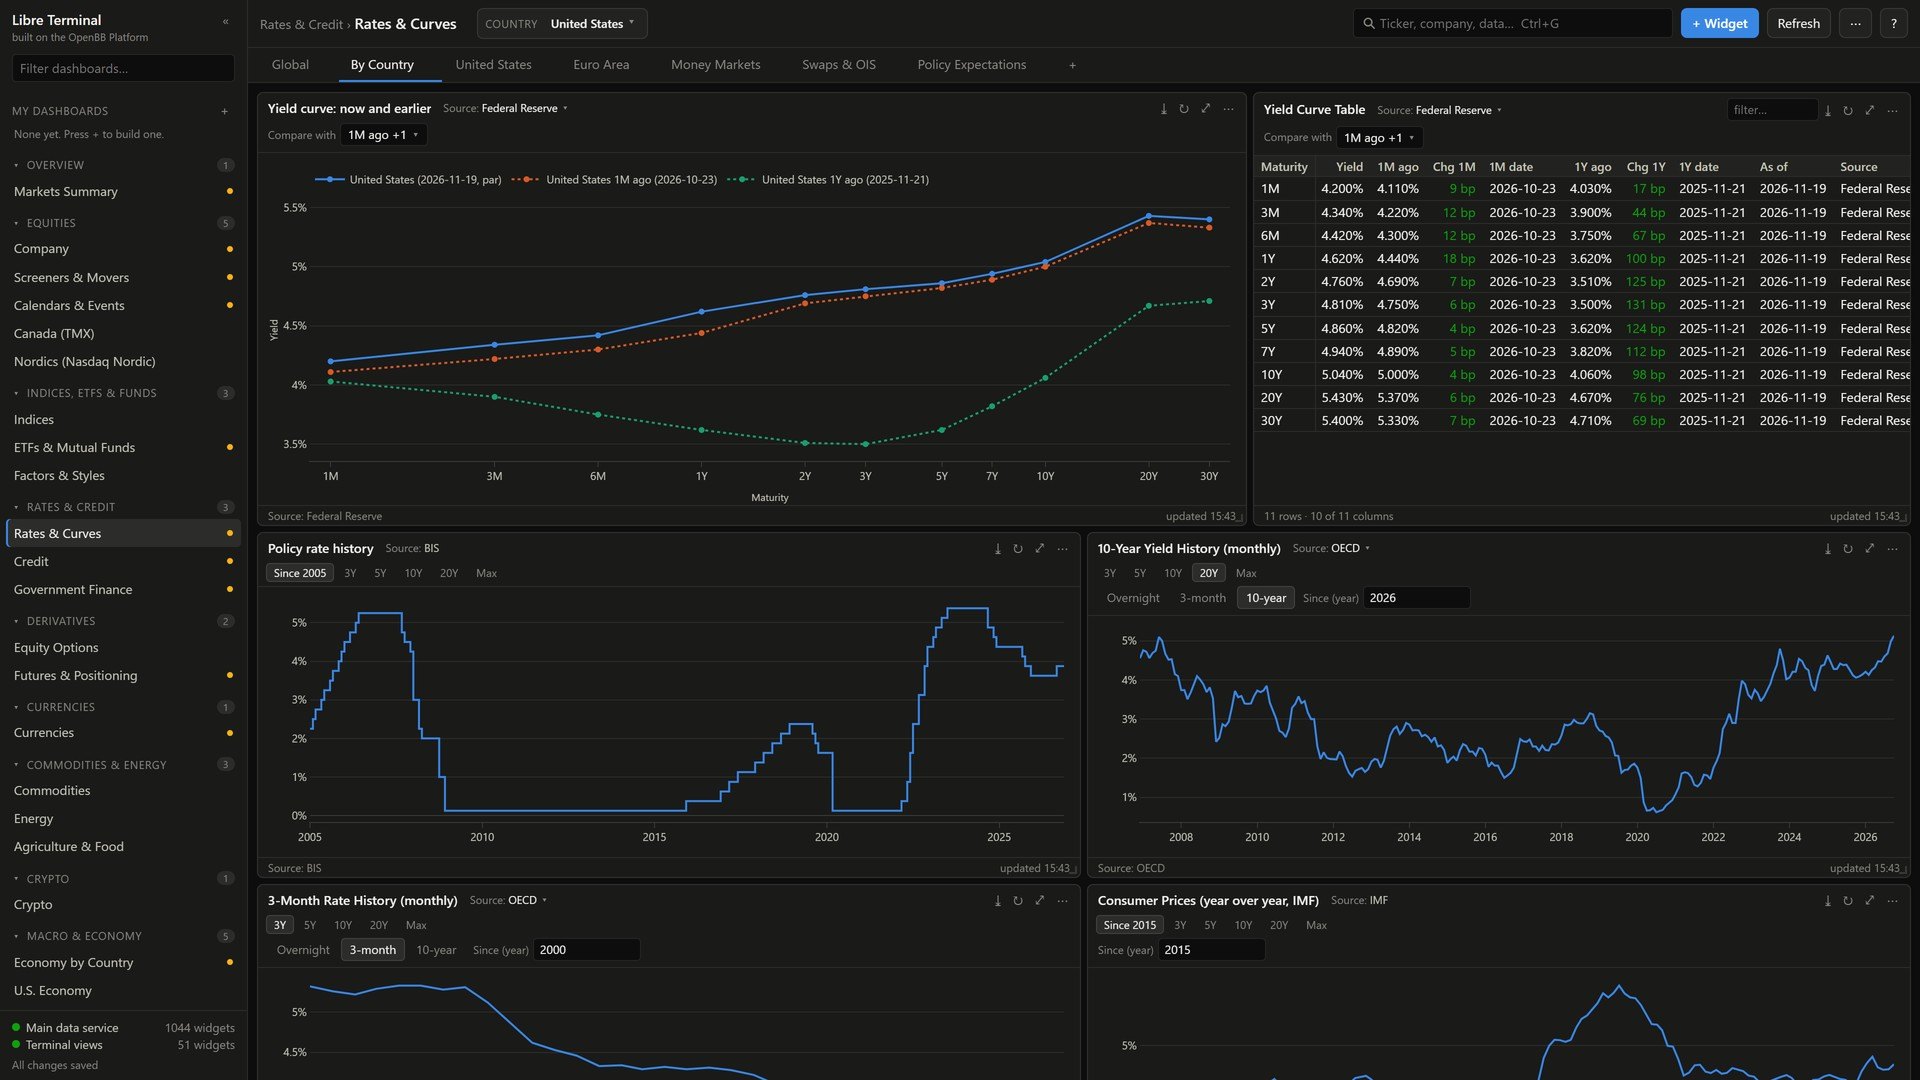 Libre Terminal «
built on the OpenBB Platform
Filter dashboards...
MY DASHBOARDS +
None yet. Press + to build one.
OVERVIEW 1
Markets Summary
EQUITIES 5
Company
Screeners & Movers
Calendars & Events
Canada (TMX)
Nordics (Nasdaq Nordic)
INDICES, ETFS & FUNDS 3
Indices
ETFs & Mutual Funds
Factors & Styles
RATES & CREDIT 3
Rates & Curves
Credit
Government Finance
DERIVATIVES 2
Equity Options
Futures & Positioning
CURRENCIES 1
Currencies
COMMODITIES & ENERGY 3
Commodities
Energy
Agriculture & Food
CRYPTO 1
Crypto
MACRO & ECONOMY 5
Economy by Country
U.S. Economy
Main data service 1044 widgets
Terminal views 51 widgets
All changes saved
Rates & Credit › Rates & Curves
COUNTRY United States
Ticker, company, data... Ctrl+G
+ Widget
Refresh
...
?
Global By Country United States Euro Area Money Markets Swaps & OIS Policy Expectations +
Yield curve: now and earlier Source: Federal Reserve
Compare with 1M ago +1
United States (2026-11-19, par) United States 1M ago (2026-10-23) United States 1Y ago (2025-11-21)
5.5%
5%
4.5%
4%
3.5%
Yield
1M 3M 6M 1Y 2Y 3Y 5Y 7Y 10Y 20Y 30Y
Maturity
Source: Federal Reserve updated 15:43
Yield Curve Table Source: Federal Reserve filter...
Compare with 1M ago +1
Maturity Yield 1M ago Chg 1M 1M date 1Y ago Chg 1Y 1Y date As of Source
1M 4.200% 4.110% 9 bp 2026-10-23 4.030% 17 bp 2025-11-21 2026-11-19 Federal Rese
3M 4.340% 4.220% 12 bp 2026-10-23 3.900% 44 bp 2025-11-21 2026-11-19 Federal Rese
6M 4.420% 4.300% 12 bp 2026-10-23 3.750% 67 bp 2025-11-21 2026-11-19 Federal Rese
1Y 4.620% 4.440% 18 bp 2026-10-23 3.620% 100 bp 2025-11-21 2026-11-19 Federal Rese
2Y 4.760% 4.690% 7 bp 2026-10-23 3.510% 125 bp 2025-11-21 2026-11-19 Federal Rese
3Y 4.810% 4.750% 6 bp 2026-10-23 3.500% 131 bp 2025-11-21 2026-11-19 Federal Rese
5Y 4.860% 4.820% 4 bp 2026-10-23 3.620% 124 bp 2025-11-21 2026-11-19 Federal Rese
7Y 4.940% 4.890% 5 bp 2026-10-23 3.820% 112 bp 2025-11-21 2026-11-19 Federal Rese
10Y 5.040% 5.000% 4 bp 2026-10-23 4.060% 98 bp 2025-11-21 2026-11-19 Federal Rese
20Y 5.430% 5.370% 6 bp 2026-10-23 4.670% 76 bp 2025-11-21 2026-11-19 Federal Rese
30Y 5.400% 5.330% 7 bp 2026-10-23 4.710% 69 bp 2025-11-21 2026-11-19 Federal Rese
11 rows · 10 of 11 columns updated 15:43
Policy rate history Source: BIS
Since 2005 3Y 5Y 10Y 20Y Max
5%
4%
3%
2%
1%
0%
2005 2010 2015 2020 2025
Source: BIS updated 15:43
10-Year Yield History (monthly) Source: OECD
3Y 5Y 10Y 20Y Max
Overnight 3-month 10-year Since (year) 2026
5%
4%
3%
2%
1%
2008 2010 2012 2014 2016 2018 2020 2022 2024 2026
Source: OECD updated 15:43
3-Month Rate History (monthly) Source: OECD
3Y 5Y 10Y 20Y Max
Overnight 3-month 10-year Since (year) 2000
5%
4.5%
Consumer Prices (year over year, IMF) Source: IMF
Since 2015 3Y 5Y 10Y 20Y Max
Since (year) 2015
5%